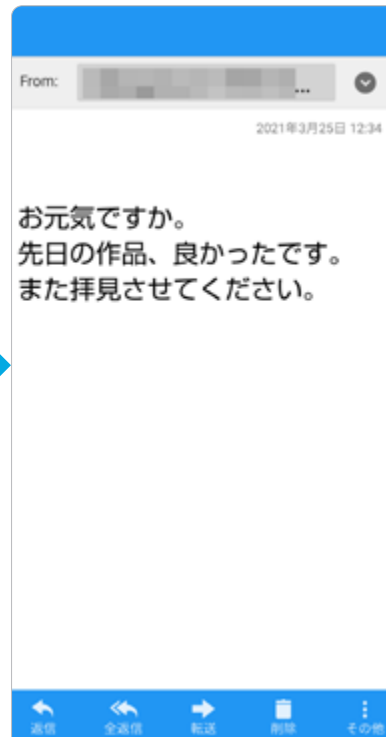 From:
...
2021年3月25日 12:34
お元気ですか。
先日の作品、良かったです。
また拝見させてください。
返信 全返信 転送 削除 その他